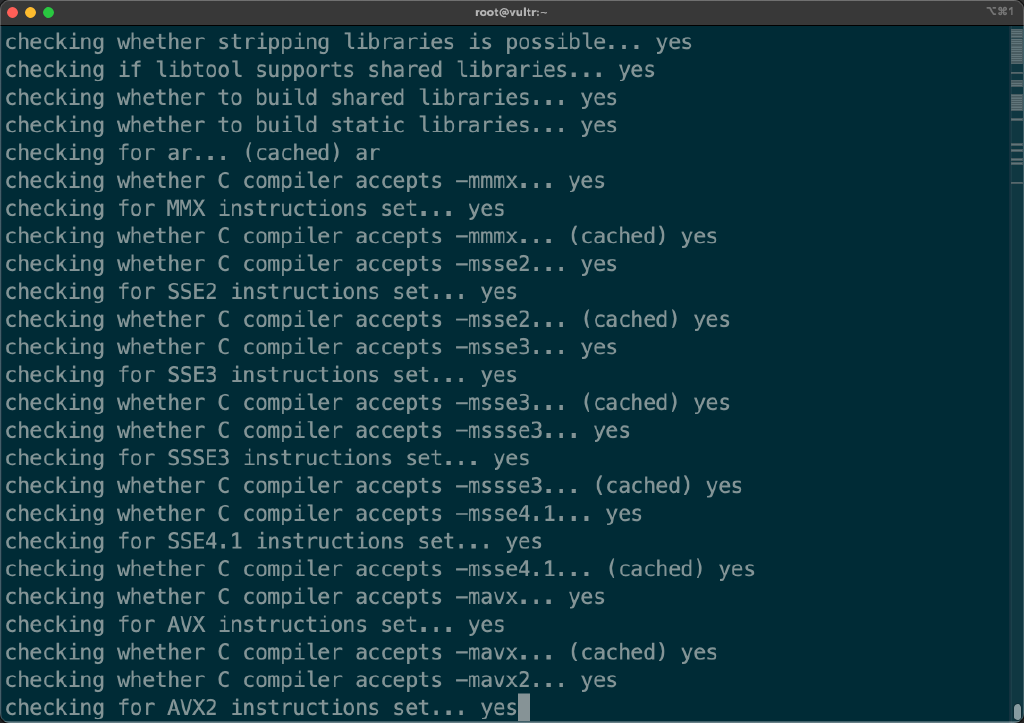 root@vultr:~
⌥⌘1
checking whether stripping libraries is possible... yes
checking if libtool supports shared libraries... yes
checking whether to build shared libraries... yes
checking whether to build static libraries... yes
checking for ar... (cached) ar
checking whether C compiler accepts -mmmx... yes
checking for MMX instructions set... yes
checking whether C compiler accepts -mmmx... (cached) yes
checking whether C compiler accepts -msse2... yes
checking for SSE2 instructions set... yes
checking whether C compiler accepts -msse2... (cached) yes
checking whether C compiler accepts -msse3... yes
checking for SSE3 instructions set... yes
checking whether C compiler accepts -msse3... (cached) yes
checking whether C compiler accepts -mssse3... yes
checking for SSSE3 instructions set... yes
checking whether C compiler accepts -mssse3... (cached) yes
checking whether C compiler accepts -msse4.1... yes
checking for SSE4.1 instructions set... yes
checking whether C compiler accepts -msse4.1... (cached) yes
checking whether C compiler accepts -mavx... yes
checking for AVX instructions set... yes
checking whether C compiler accepts -mavx... (cached) yes
checking whether C compiler accepts -mavx2... yes
checking for AVX2 instructions set... yes